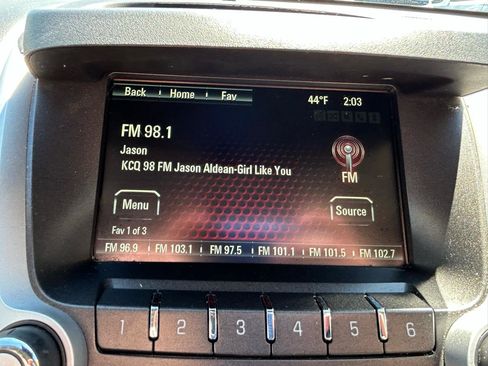 Back Home Fav 44°F 2:03
FM 98.1
Jason
KCQ 98 FM Jason Aldean-Girl Like You
FM
Menu Source
Fav 1 of 3
FM 96.9 FM 103.1 FM 97.5 FM 101.1 FM 101.5 FM 102.7
1 2 3 4 5 6